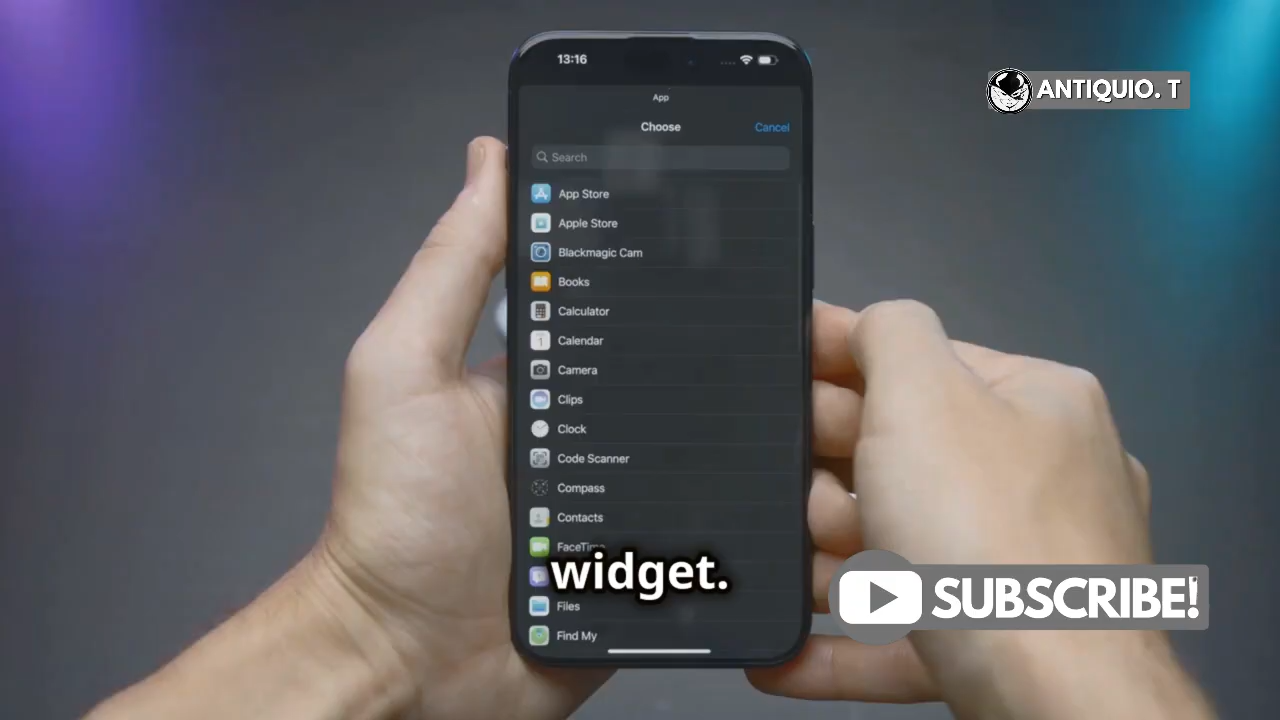 13:16
ANTIQUIO. T
App
Choose
Cancel
Search
App Store
Apple Store
Blackmagic Cam
Books
Calculator
Calendar
Camera
Clips
Clock
Code Scanner
Compass
Contacts
FaceTime
widget.
SUBSCRIBE!
Files
Find My